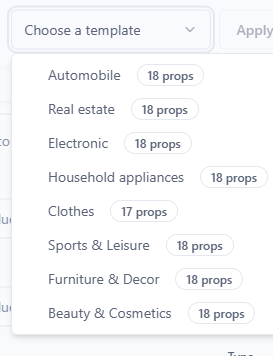 Choose a template
Apply
Automobile 18 props
Real estate 18 props
Electronic 18 props
Household appliances 18 props
Clothes 17 props
Sports & Leisure 18 props
Furniture & Decor 18 props
Beauty & Cosmetics 18 props